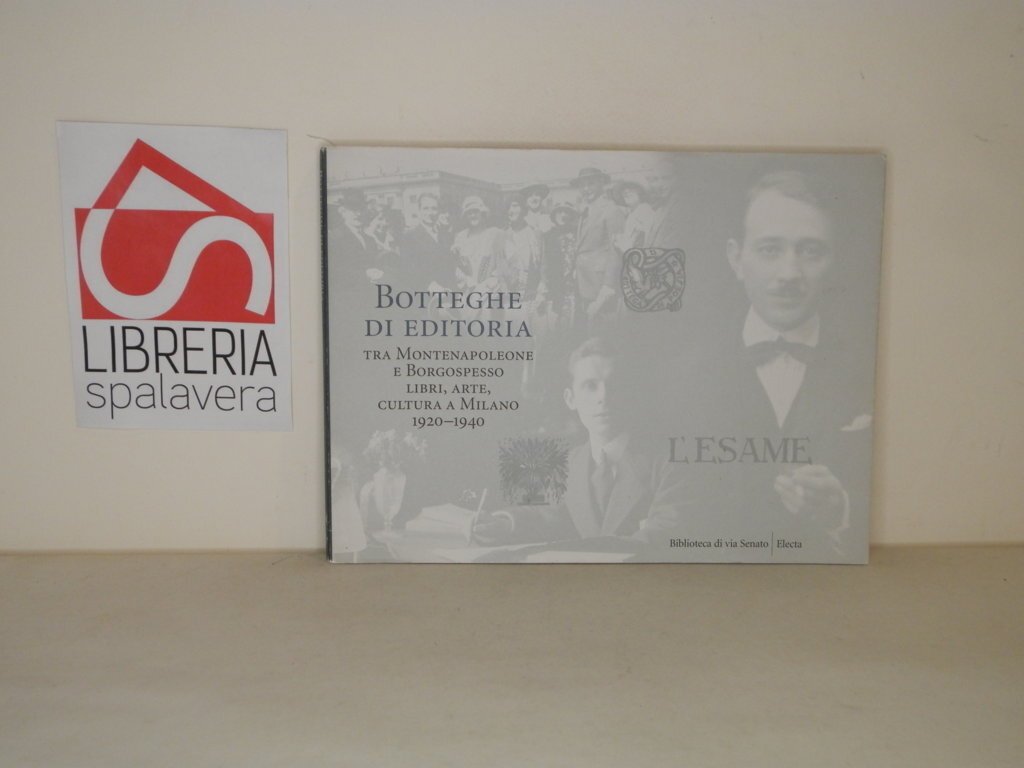 LIBRERIA
spalavera
BOTTEGHE
DI EDITORIA
TRA MONTENAPOLEONE
E BORGOSPESSO
LIBRI, ARTE,
CULTURA A MILANO
1920–1940
L'ESAME
Biblioteca di via Senato | Electa